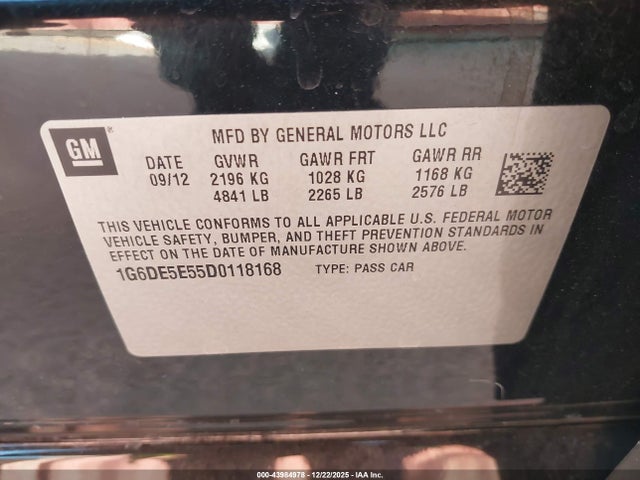 GM®
MFD BY GENERAL MOTORS LLC
DATE GVWR GAWR FRT GAWR RR
09/12 2196 KG 1028 KG 1168 KG
4841 LB 2265 LB 2576 LB
THIS VEHICLE CONFORMS TO ALL APPLICABLE U.S. FEDERAL MOTOR
VEHICLE SAFETY, BUMPER, AND THEFT PREVENTION STANDARDS IN
EFFECT ON THE DATE OF MANUFACTURE SHOWN ABOVE.
1G6DE5E55D0118168 TYPE: PASS CAR
000-43984978 - 12/22/2025 - IAA Inc.